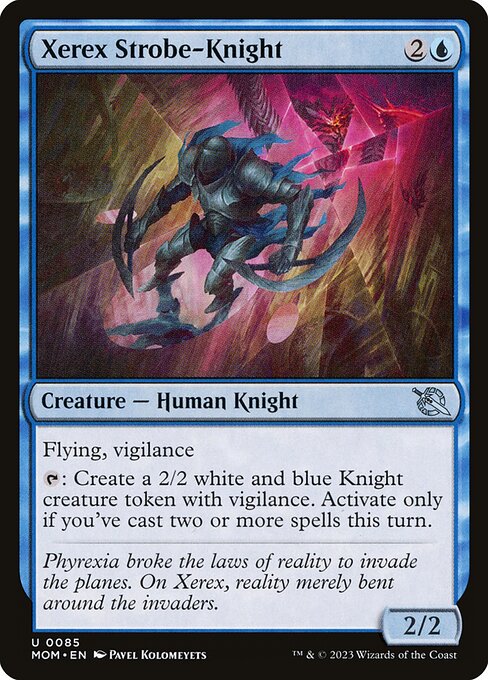 Xerex Strobe-Knight 2
Creature — Human Knight
Flying, vigilance
: Create a 2/2 white and blue Knight
creature token with vigilance. Activate only
if you've cast two or more spells this turn.
Phyrexia broke the laws of reality to invade
the planes. On Xerex, reality merely bent
around the invaders.
2/2
U 0085
MOM • EN Pavel Kolomeyets
™ & © 2023 Wizards of the Coast